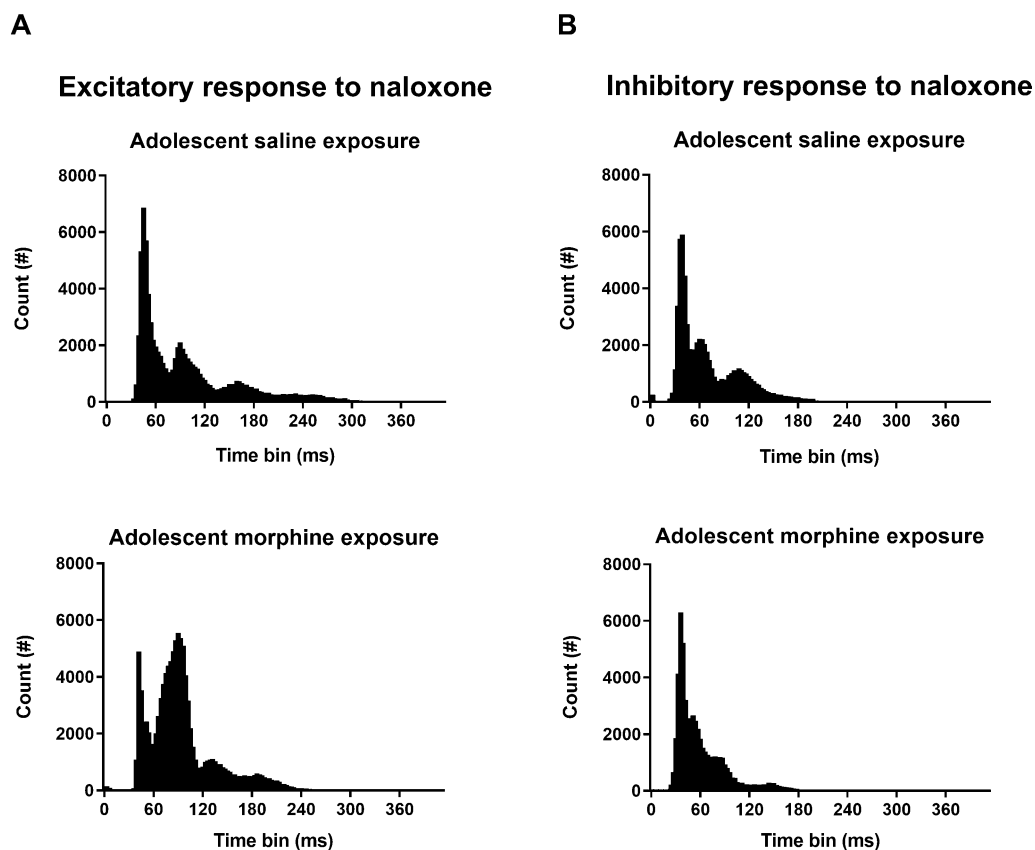 A
Excitatory response to naloxone
Adolescent saline exposure
8000
6000
4000
2000
0
Count (#)
0 60 120 180 240 300 360
Time bin (ms)
Adolescent morphine exposure
8000
6000
4000
2000
0
Count (#)
0 60 120 180 240 300 360
Time bin (ms)
B
Inhibitory response to naloxone
Adolescent saline exposure
8000
6000
4000
2000
0
Count (#)
0 60 120 180 240 300 360
Time bin (ms)
Adolescent morphine exposure
8000
6000
4000
2000
0
Count (#)
0 60 120 180 240 300 360
Time bin (ms)